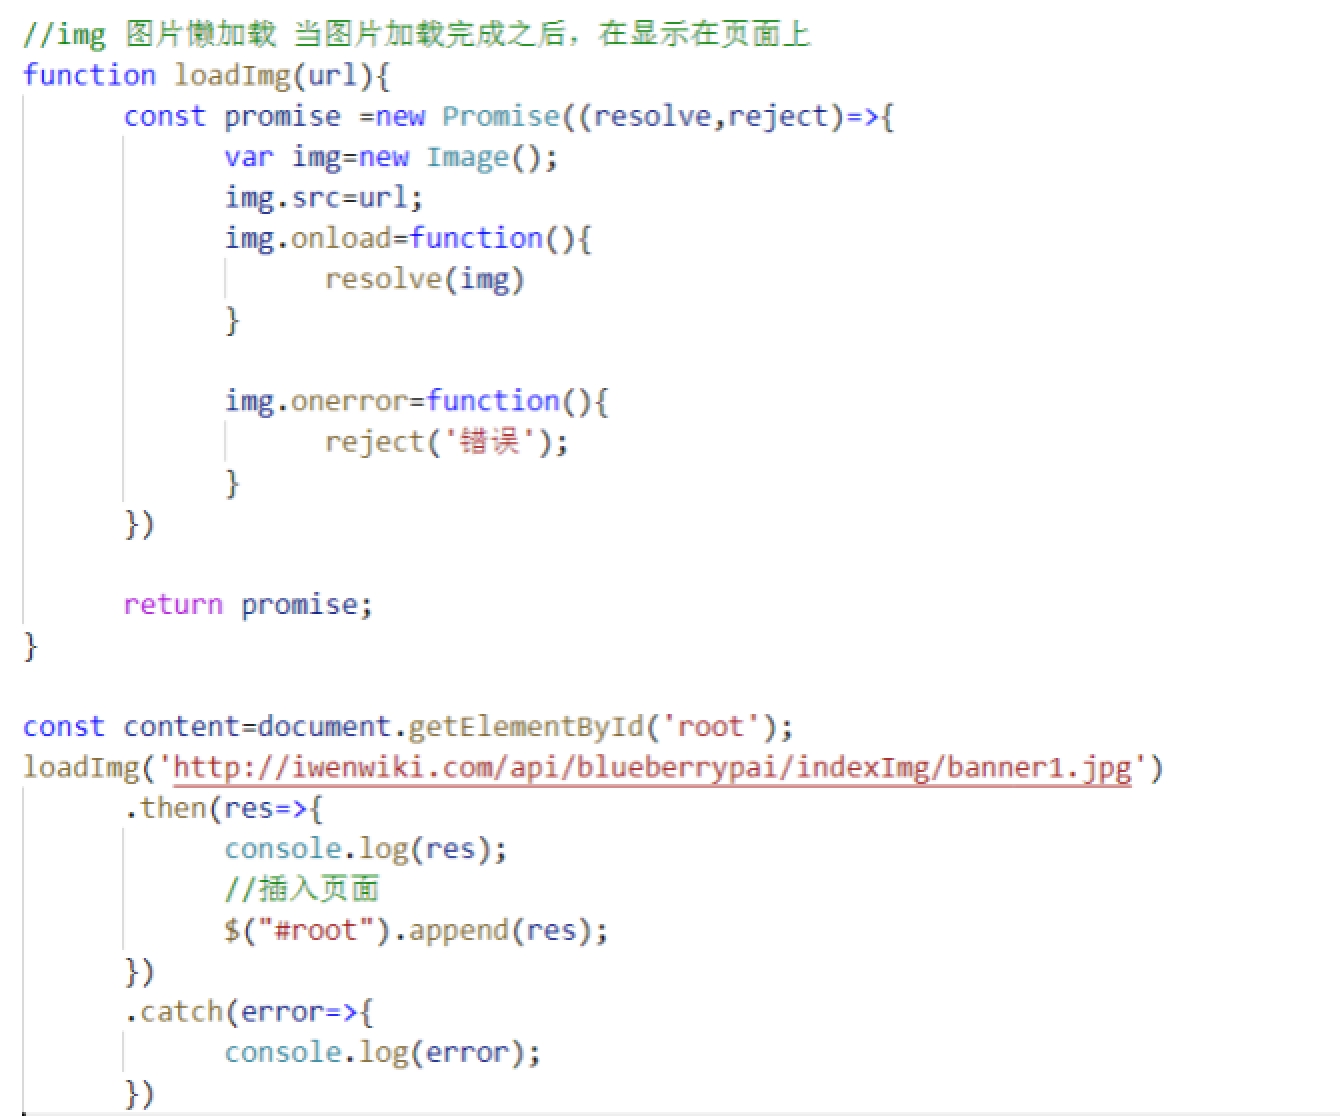 //img 图片懒加载 当图片加载完成之后，在显示在页面上
function loadImg(url){
const promise =new Promise((resolve,reject)=>{
var img=new Image();
img.src=url;
img.onload=function(){
resolve(img)
}
img.onerror=function(){
reject('错误');
}
})
return promise;
}
const content=document.getElementById('root');
loadImg('http://iwenwiki.com/api/blueberrypai/indexImg/banner1.jpg')
.then(res=>{
console.log(res);
//插入页面
$("#root").append(res);
})
.catch(error=>{
console.log(error);
})